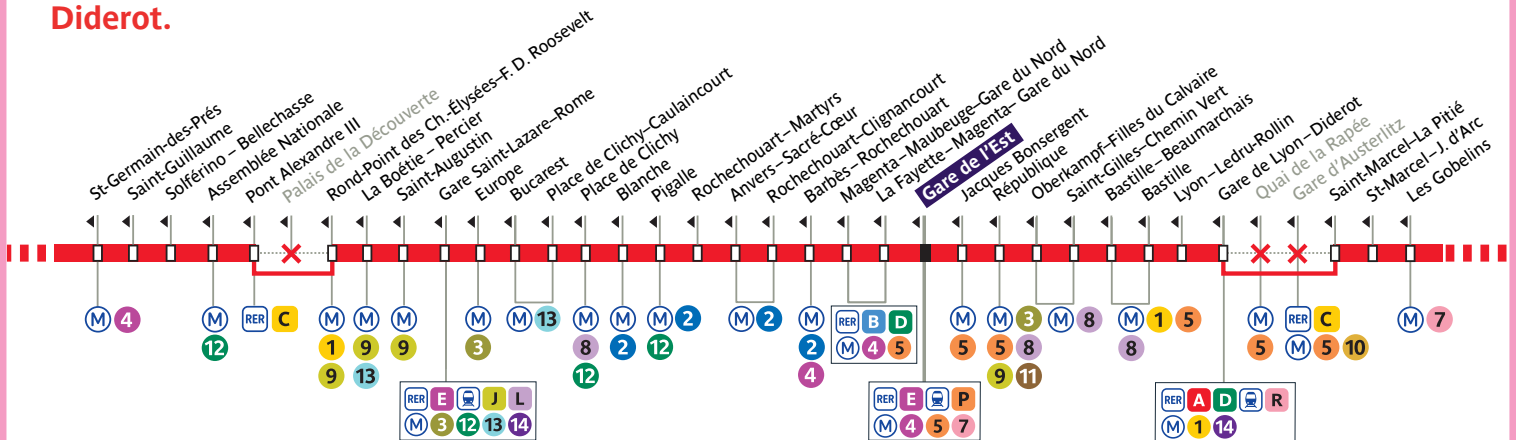 Diderot.
St-Germain-des-Prés
Saint-Guillaume
Solférino – Bellechasse
Assemblée Nationale
Pont Alexandre III
Palais de la Découverte
Rond-Point des Ch.-Élysées–F. D. Roosevelt
La Boétie – Percier
Saint-Augustin
Gare Saint-Lazare–Rome
Europe
Bucarest
Place de Clichy–Caulaincourt
Place de Clichy
Blanche
Pigalle
Rochechouart–Martyrs
Anvers–Sacré-Cœur
Rochechouart–Clignancourt
Barbès–Rochechouart
Magenta–Maubeuge–Gare du Nord
La Fayette–Magenta–Gare du Nord
Gare de l'Est
Jacques Bonsergent
République
Oberkampf–Filles du Calvaire
Saint-Gilles–Chemin Vert
Bastille–Beaumarchais
Bastille
Lyon–Ledru-Rollin
Gare de Lyon–Diderot
Quai de la Rapée
Gare d'Austerlitz
Saint-Marcel–La Pitié
St-Marcel–J. d'Arc
Les Gobelins
M 4
M 12
RER C
M 1 9
M 9 13
M 9
RER E J L
M 3 12 13 14
M 3
M 13
M 8 12
M 2
M 2 12
M 2
M 2 4
RER B D
M 4 5
RER E P
M 4 5 7
M 5
M 3 5 8 9 11
M 8
M 1 5 8
RER A D R
M 1 14
M 5
RER C
M 5 10
M 7